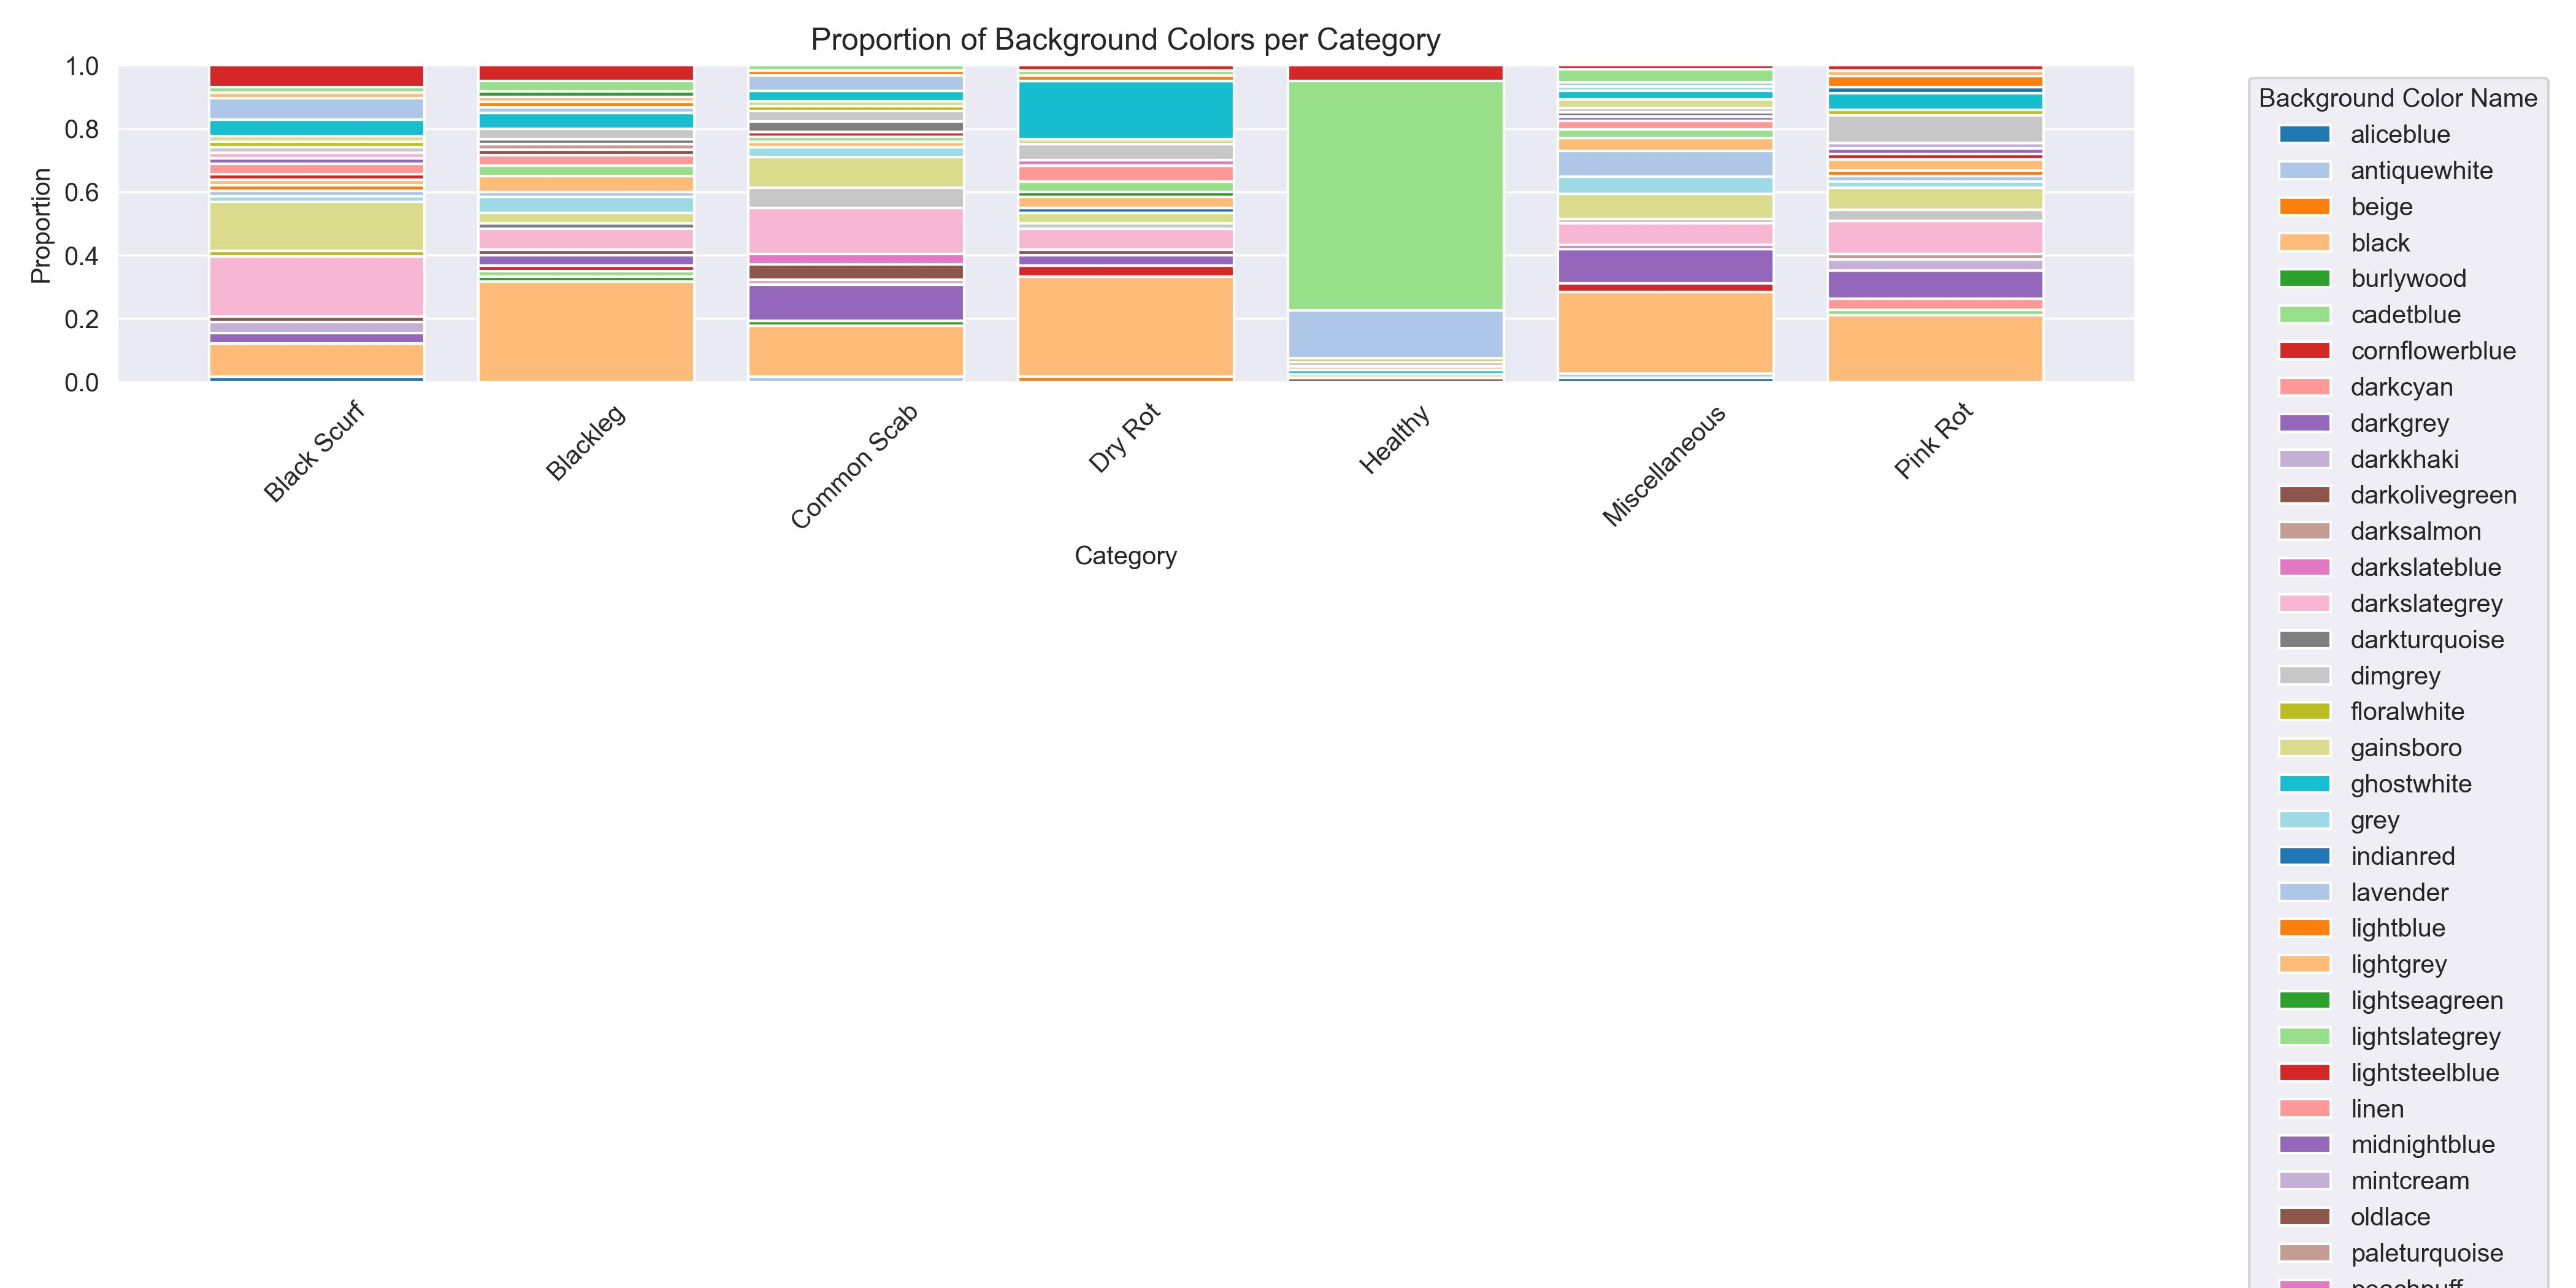 Proportion of Background Colors per Category
1.0
0.8
0.6
0.4
0.2
0.0
Proportion
Black Scurf
Blackleg
Common Scab
Dry Rot
Healthy
Miscellaneous
Pink Rot
Category
Background Color Name
aliceblue
antiquewhite
beige
black
burlywood
cadetblue
cornflowerblue
darkcyan
darkgrey
darkkhaki
darkolivegreen
darksalmon
darkslateblue
darkslategrey
darkturquoise
dimgrey
floralwhite
gainsboro
ghostwhite
grey
indianred
lavender
lightblue
lightgrey
lightseagreen
lightslategrey
lightsteelblue
linen
midnightblue
mintcream
oldlace
paleturquoise